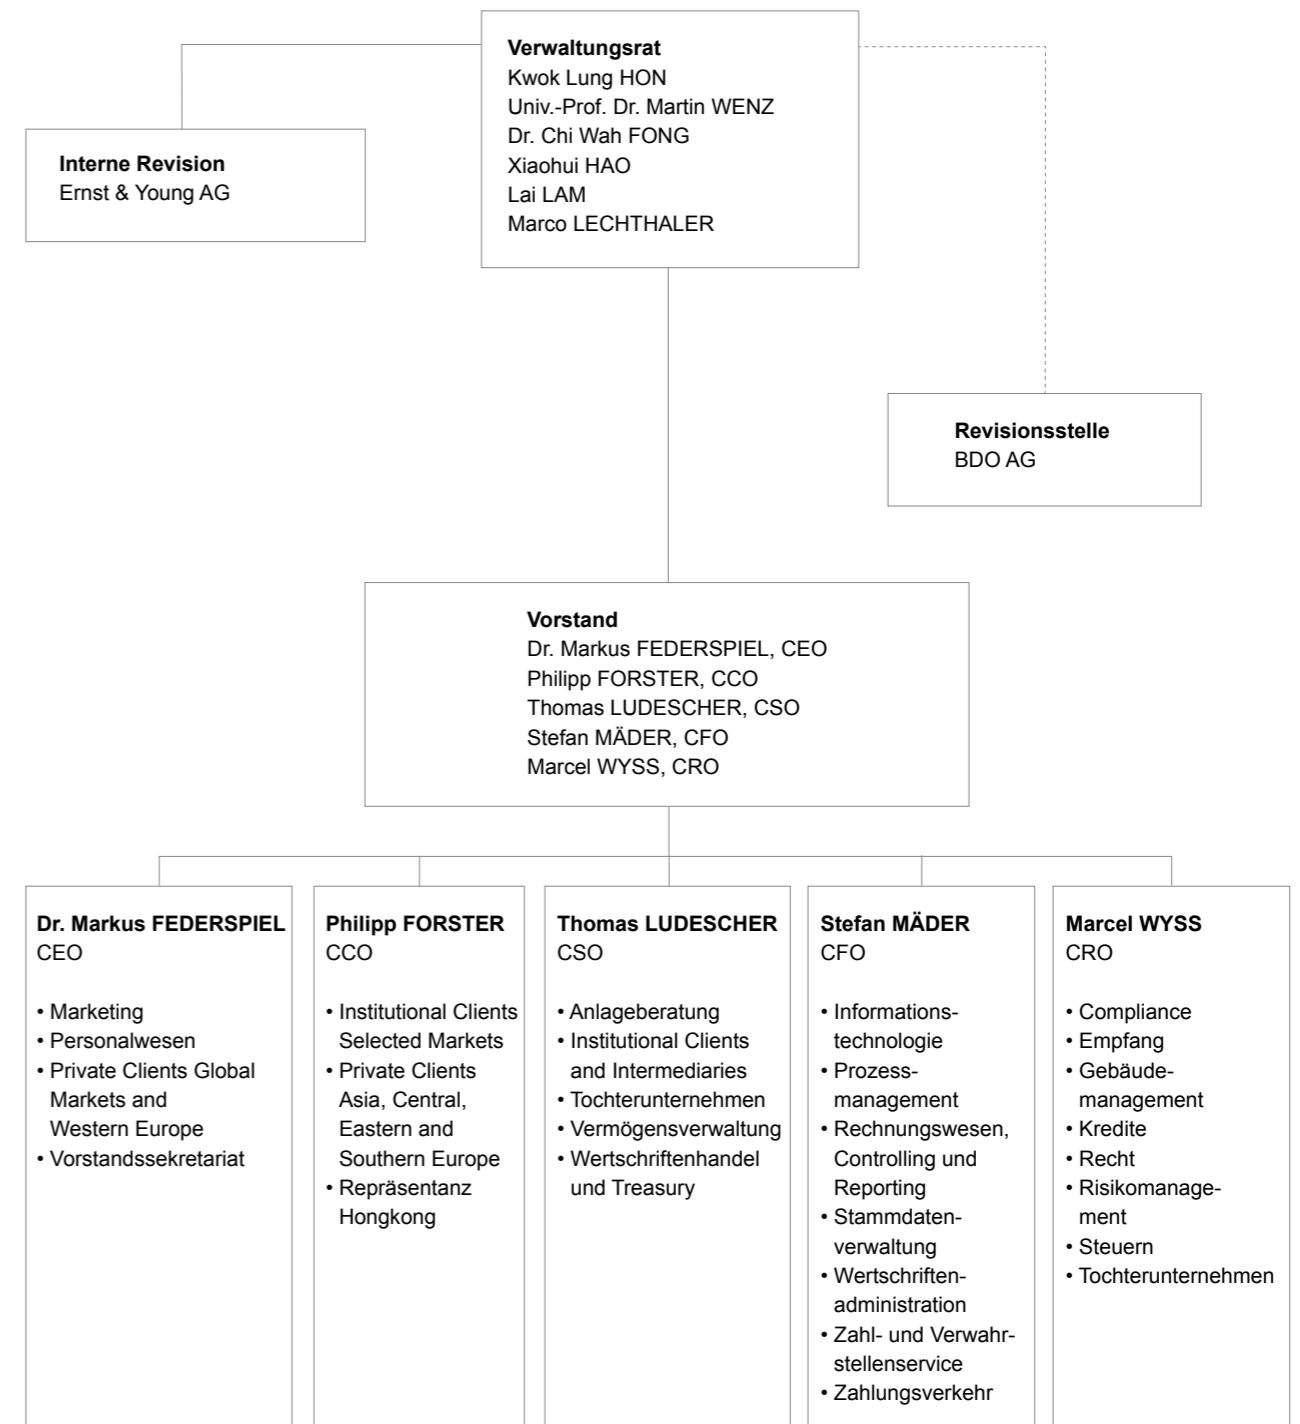 Verwaltungsrat
Kwok Lung HON
Univ.-Prof. Dr. Martin WENZ
Dr. Chi Wah FONG
Xiaohui HAO
Lai LAM
Marco LECHTHALER
Interne Revision
Ernst & Young AG
Revisionsstelle
BDO AG
Vorstand
Dr. Markus FEDERSPIEL, CEO
Philipp FORSTER, CCO
Thomas LUDESCHER, CSO
Stefan MÄDER, CFO
Marcel WYSS, CRO
Dr. Markus FEDERSPIEL
CEO
• Marketing
• Personalwesen
• Private Clients Global
Markets and
Western Europe
• Vorstandssekretariat
Philipp FORSTER
CCO
• Institutional Clients
Selected Markets
• Private Clients
Asia, Central,
Eastern and
Southern Europe
• Repräsentanz
Hongkong
Thomas LUDESCHER
CSO
• Anlageberatung
• Institutional Clients
and Intermediaries
• Tochterunternehmen
• Vermögensverwaltung
• Wertschriftenhandel
und Treasury
Stefan MÄDER
CFO
• Informations-
technologie
• Prozess-
management
• Rechnungswesen,
Controlling und
Reporting
• Stammdaten-
verwaltung
• Wertschriften-
administration
• Zahl- und Verwahr-
stellenservice
• Zahlungsverkehr
Marcel WYSS
CRO
• Compliance
• Empfang
• Gebäude-
management
• Kredite
• Recht
• Risikomanage-
ment
• Steuern
• Tochterunternehmen